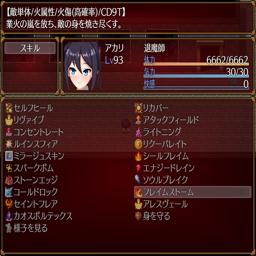 【敵単体/火属性/火傷(高確率)/CD9T】
業火の嵐を放ち、敵の身を焼き尽くす。
スキル
アカリ 退魔師
Lv93 体力 6662/6662
気力 30/30
感度 0
セルフヒール リカバー
リヴァイブ アタックフィールド
コンセントレート ライトニング
ルインスフィア リケーバレイト
ミラージュスキン シールフレイム
スパークボム エナジードレイン
ストーンエッジ ソウルブレイク
コールドロック フレイムストーム
セイントフレア アレスヴェール
カオスボルテックス 身を守る
様子を見る